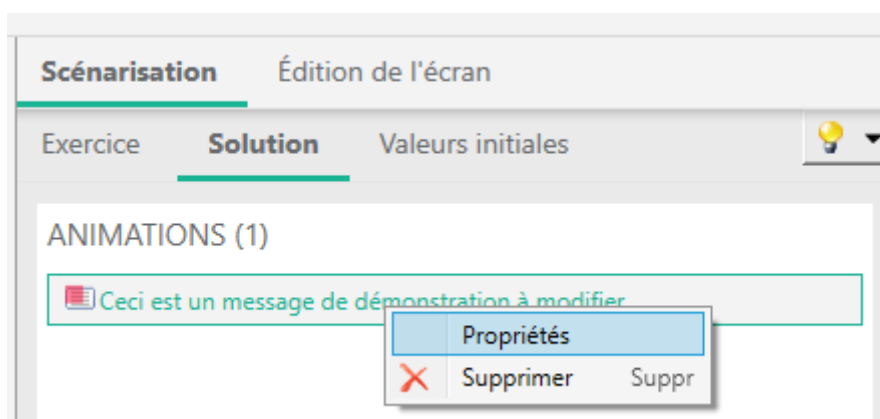 Scénarisation Édition de l'écran
Exercice Solution Valeurs initiales
ANIMATIONS (1)
Ceci est un message de démonstration à modifier
Propriétés
Supprimer Suppr